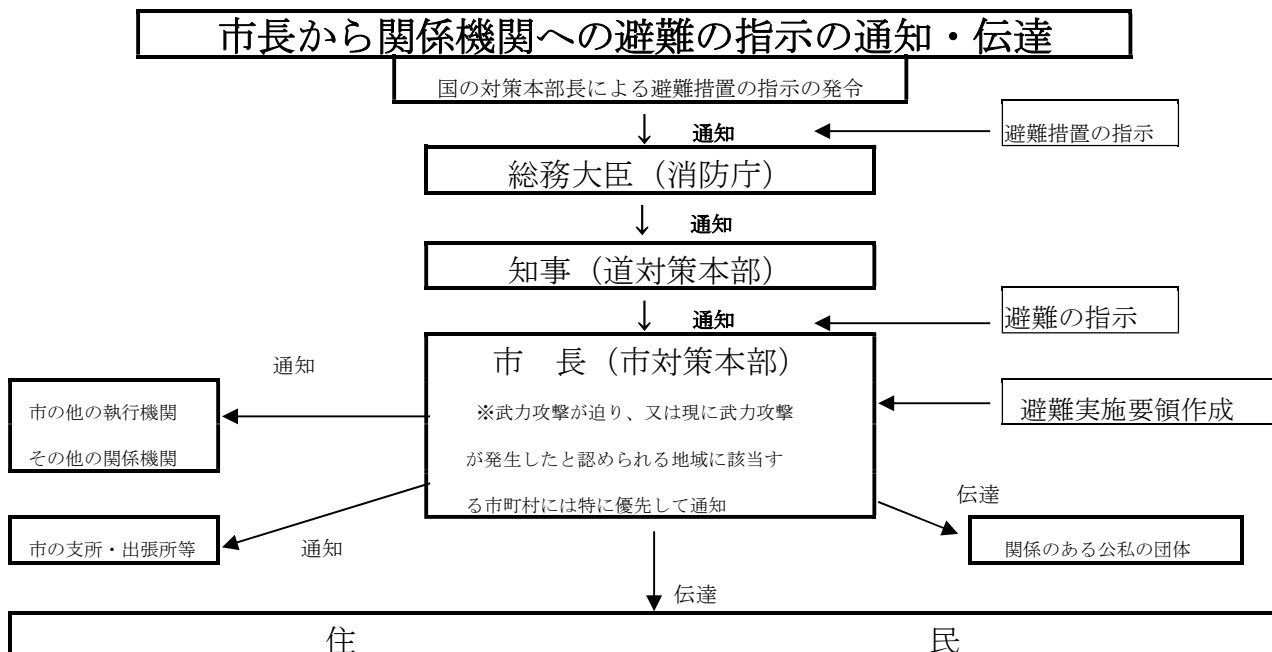 市長から関係機関への避難の指示の通知・伝達
国の対策本部長による避難措置の指示の発令
↓ 通知
避難措置の指示
総務大臣（消防庁）
↓ 通知
知事（道対策本部）
↓ 通知
避難の指示
市　長（市対策本部）
※武力攻撃が迫り、又は現に武力攻撃
が発生したと認められる地域に該当す
る市町村には特に優先して通知
避難実施要領作成
通知
市の他の執行機関
その他の関係機関
通知
市の支所・出張所等
伝達
関係のある公私の団体
伝達
住　民